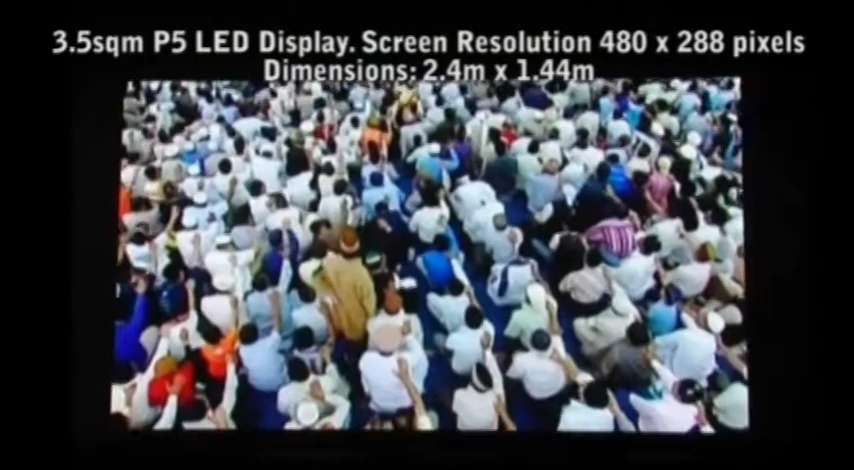 3.5sqm P5 LED Display. Screen Resolution 480 x 288 pixels
Dimensions: 2.4m x 1.44m